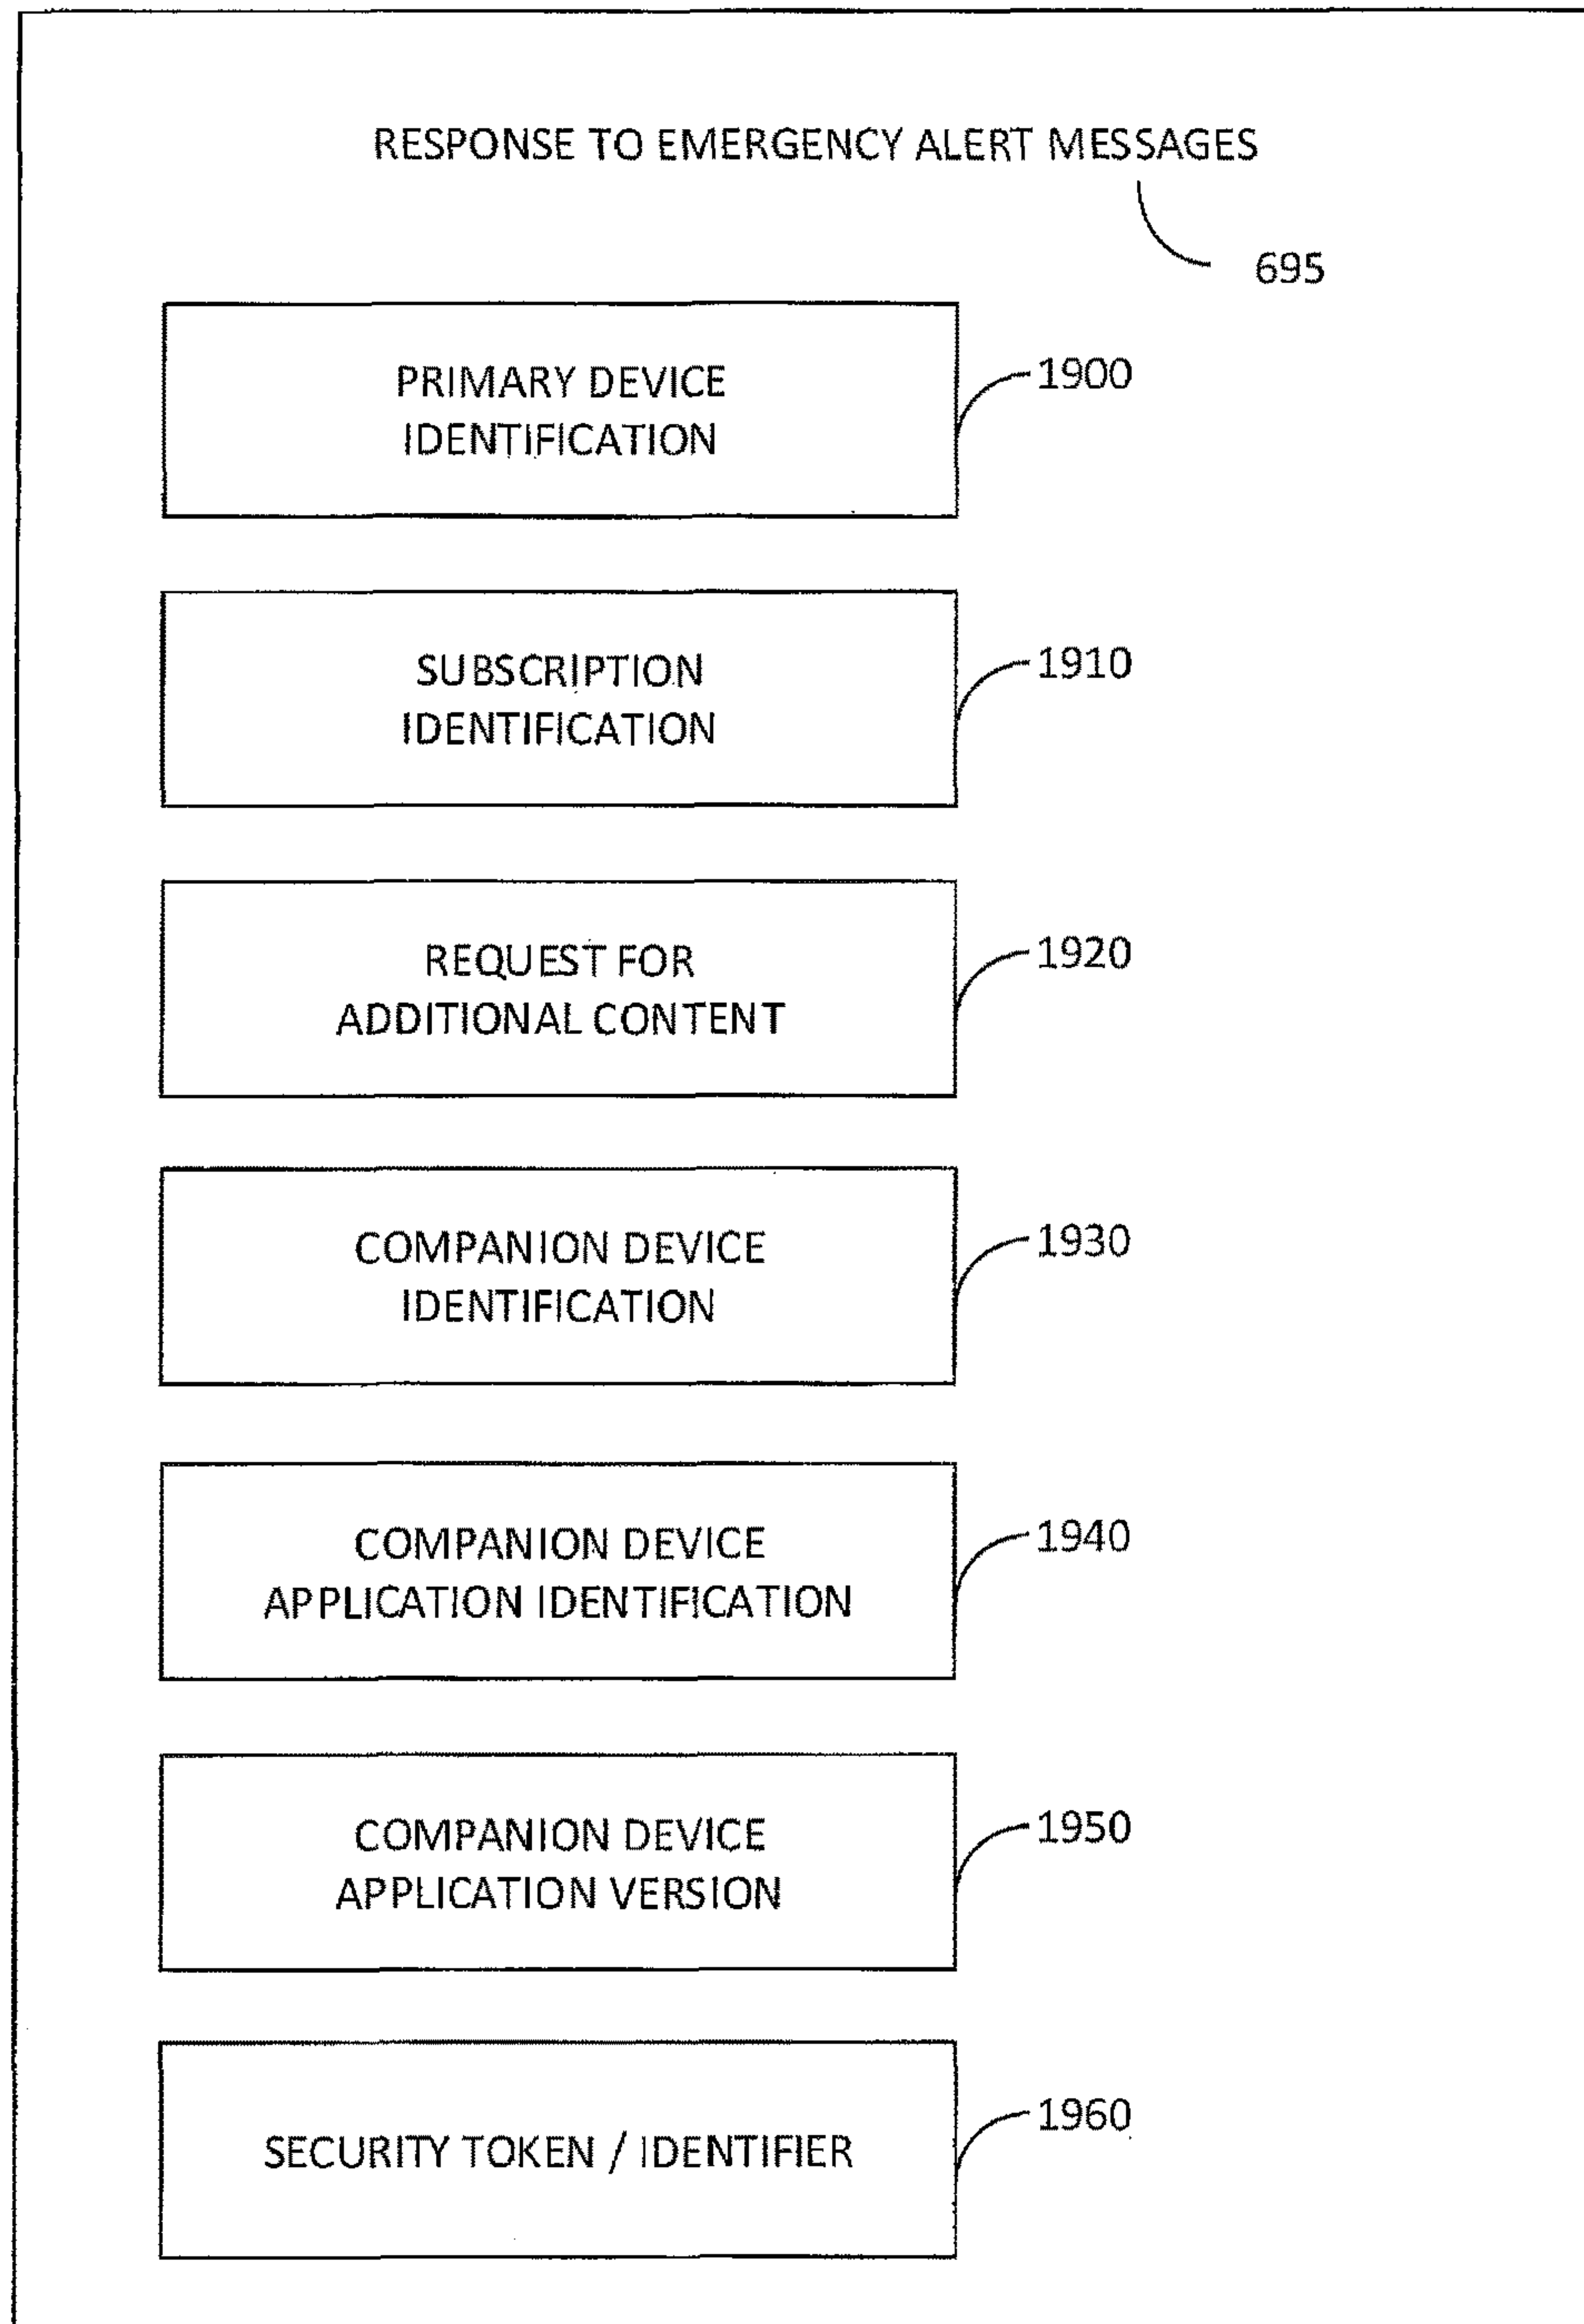 RESPONSE TO EMERGENCY ALERT MESSAGES
695
PRIMARY DEVICE
IDENTIFICATION
1900
SUBSCRIPTION
IDENTIFICATION
1910
REQUEST FOR
ADDITIONAL CONTENT
1920
COMPANION DEVICE
IDENTIFICATION
1930
COMPANION DEVICE
APPLICATION IDENTIFICATION
1940
COMPANION DEVICE
APPLICATION VERSION
1950
SECURITY TOKEN / IDENTIFIER
1960